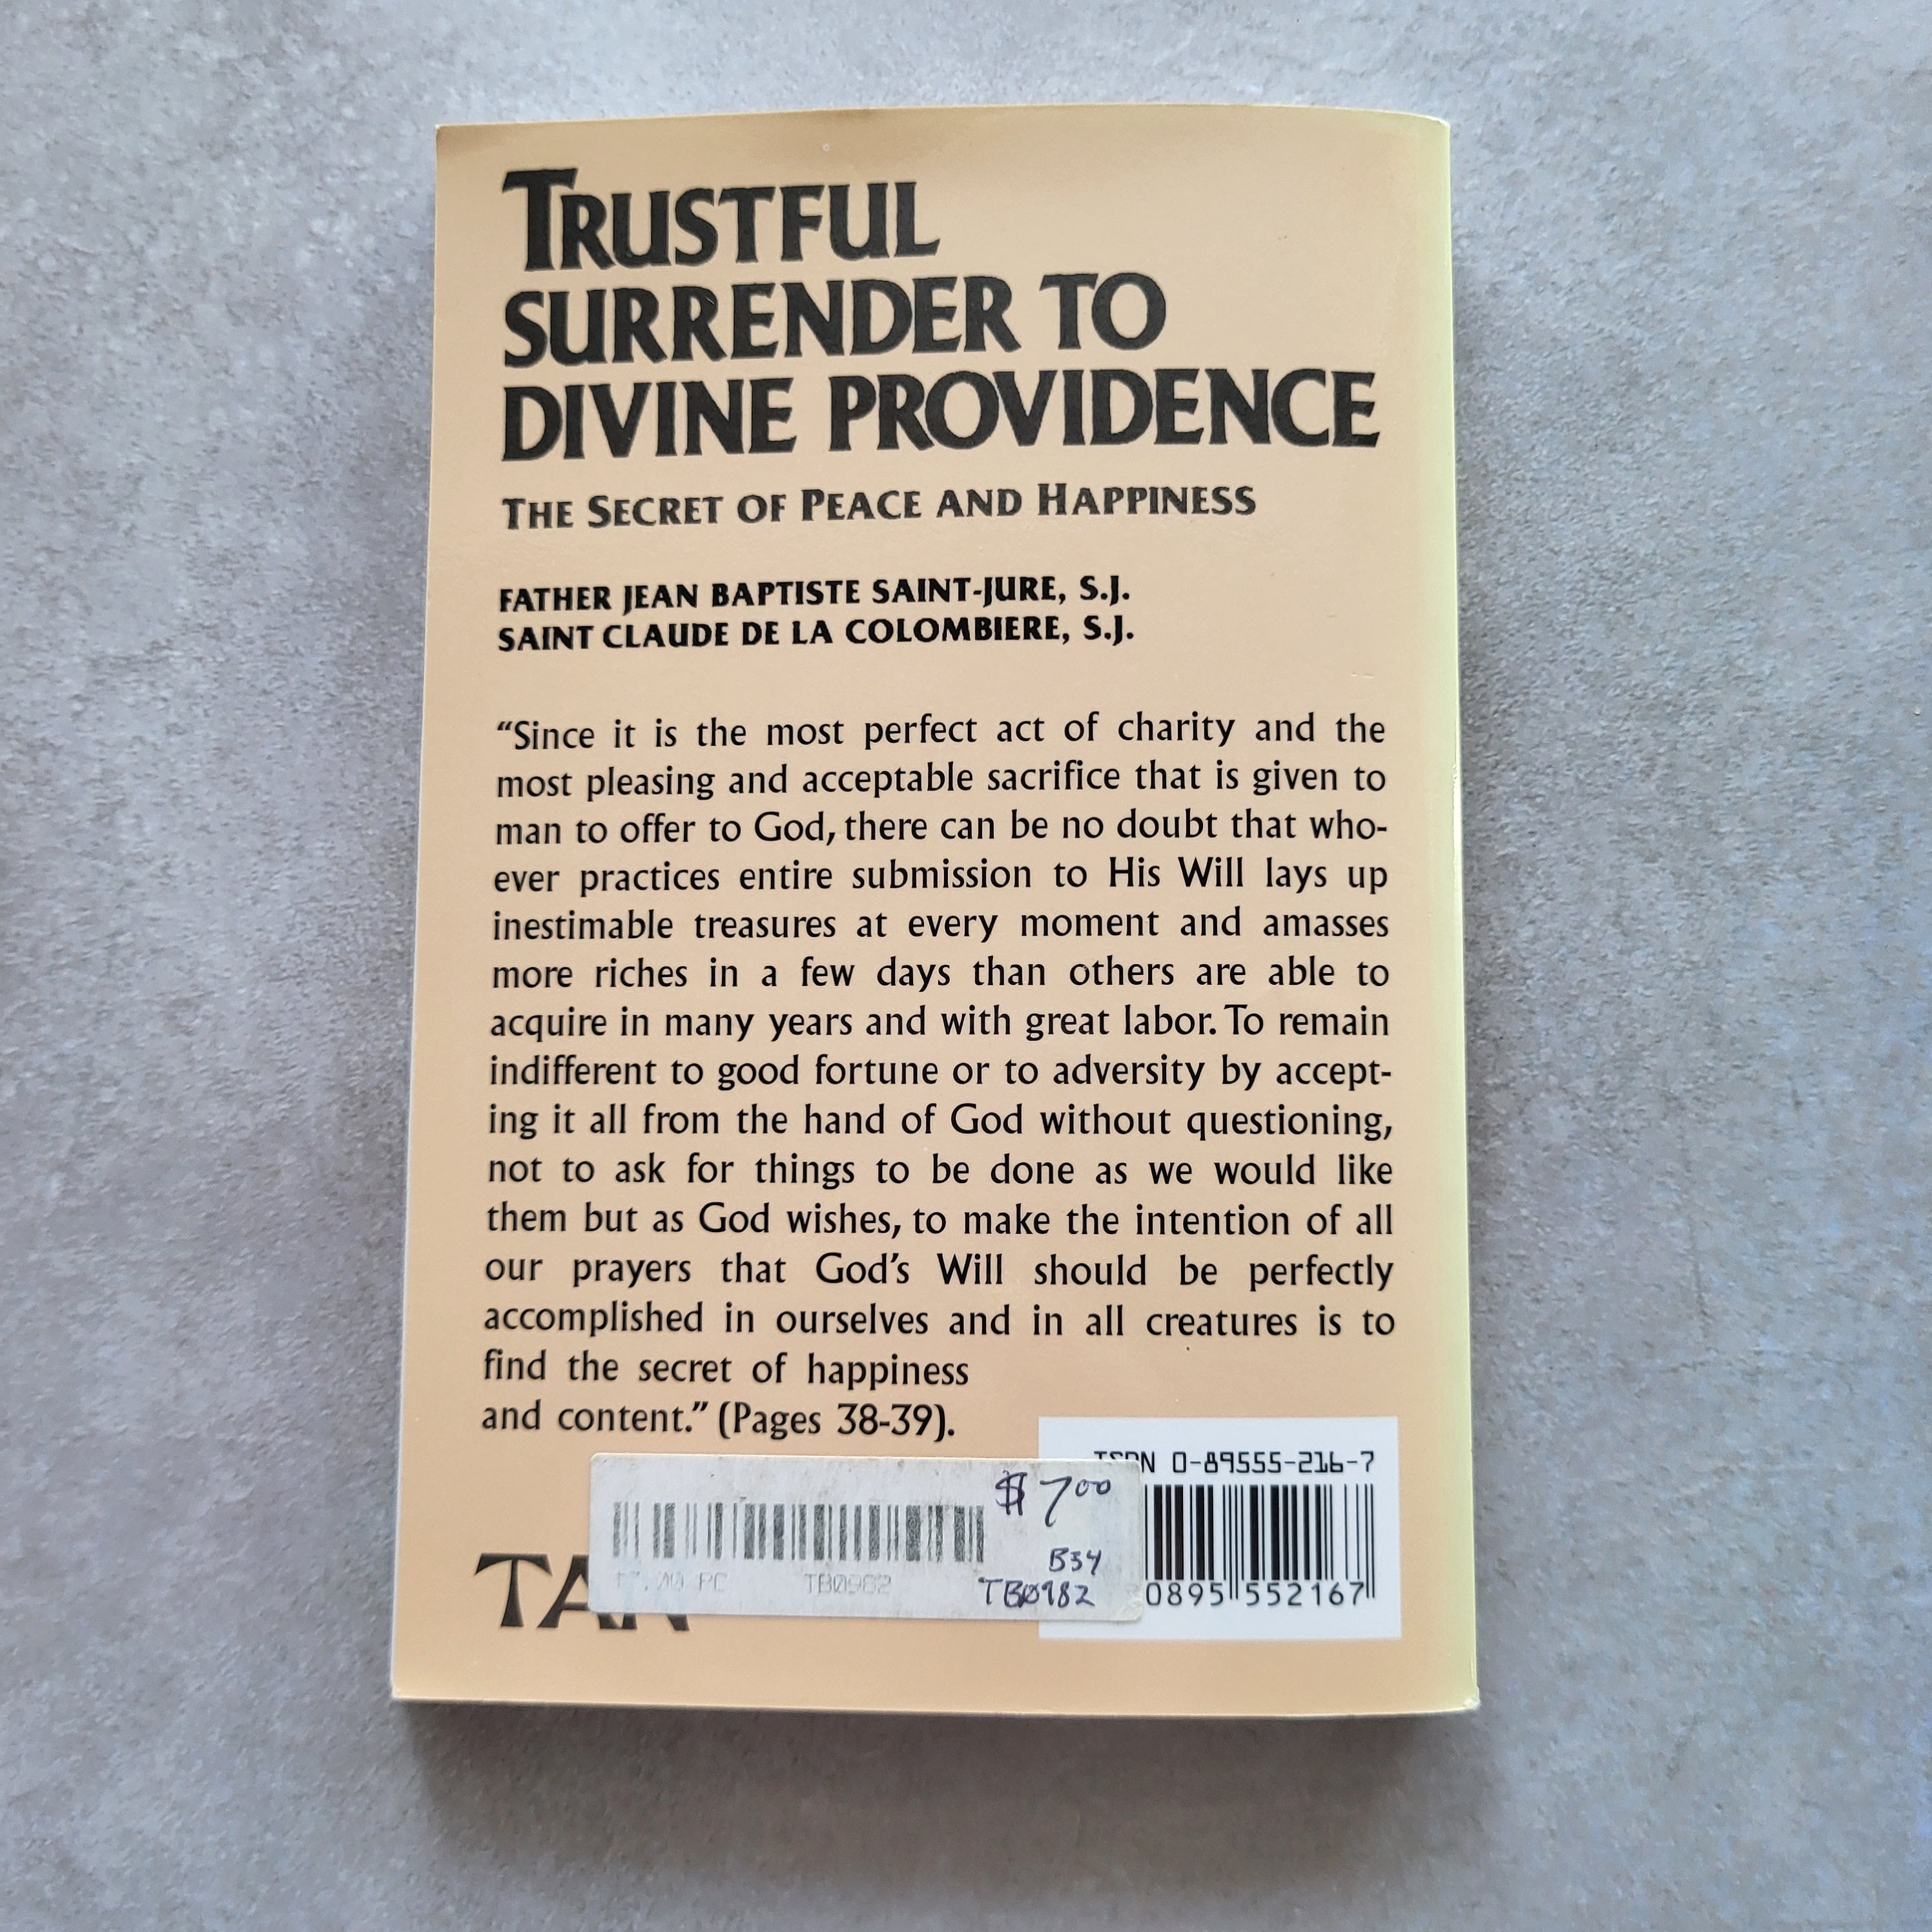 TRUSTFUL
SURRENDER TO
DIVINE PROVIDENCE
THE SECRET OF PEACE AND HAPPINESS
FATHER JEAN BAPTISTE SAINT-JURE, S.J.
SAINT CLAUDE DE LA COLOMBIERE, S.J.
“Since it is the most perfect act of charity and the
most pleasing and acceptable sacrifice that is given to
man to offer to God, there can be no doubt that who-
ever practices entire submission to His Will lays up
inestimable treasures at every moment and amasses
more riches in a few days than others are able to
acquire in many years and with great labor. To remain
indifferent to good fortune or to adversity by accept-
ing it all from the hand of God without questioning,
not to ask for things to be done as we would like
them but as God wishes, to make the intention of all
our prayers that God’s Will should be perfectly
accomplished in ourselves and in all creatures is to
find the secret of happiness
and content.” (Pages 38-39).
ISBN 0-89555-216-7
$7.00
B34
TB0982
TB0982
TAN
0895 552167